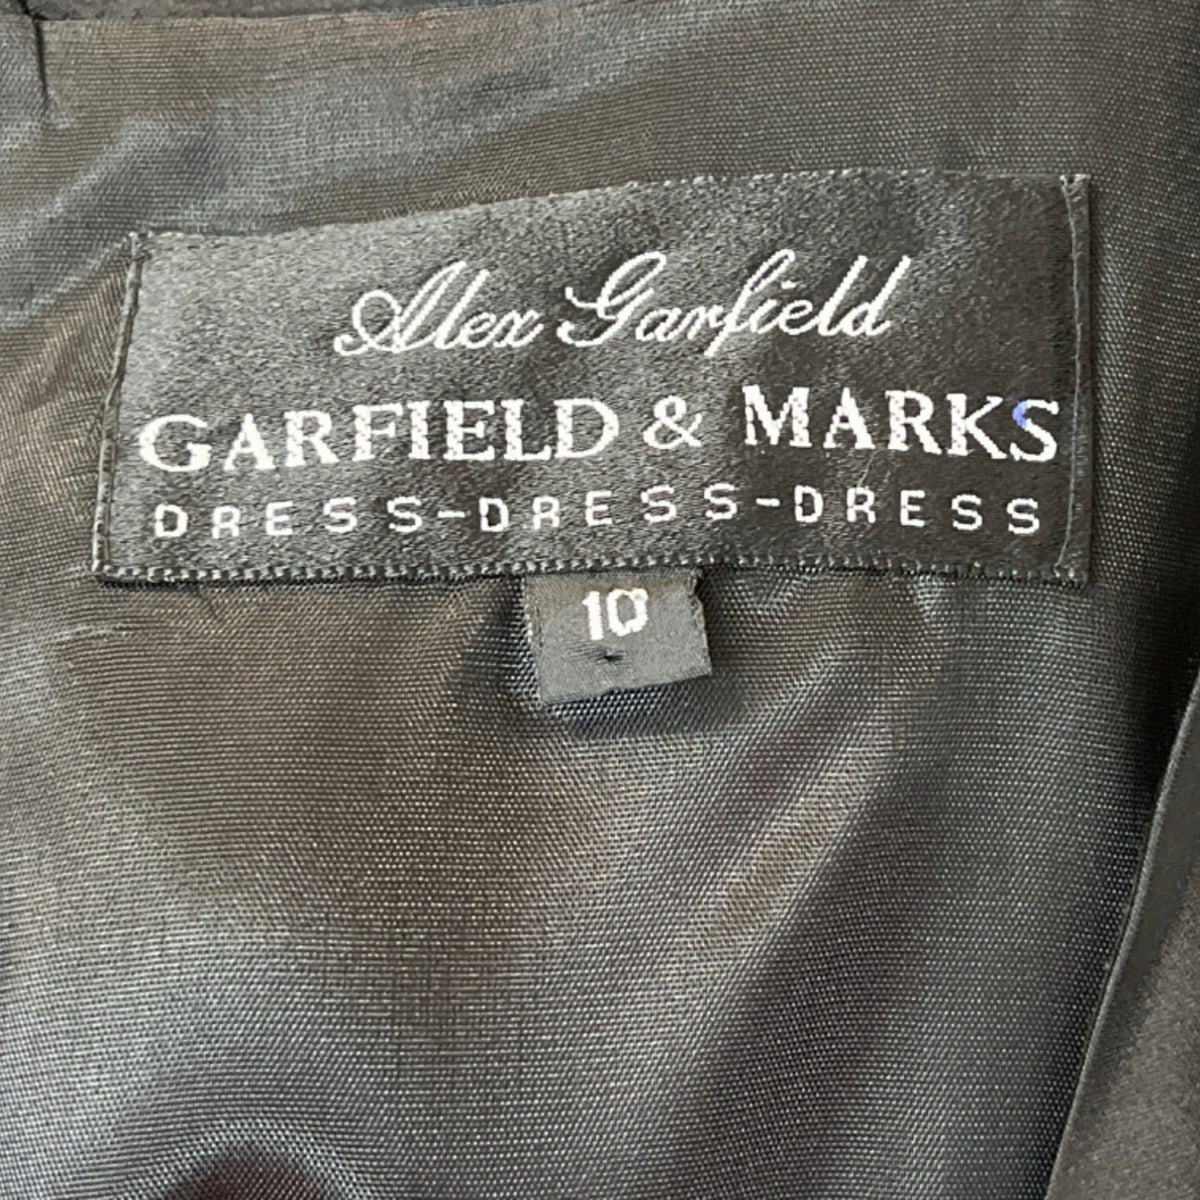 Alex Garfield
GARFIELD & MARKS
DRESS-DRESS-DRESS
10